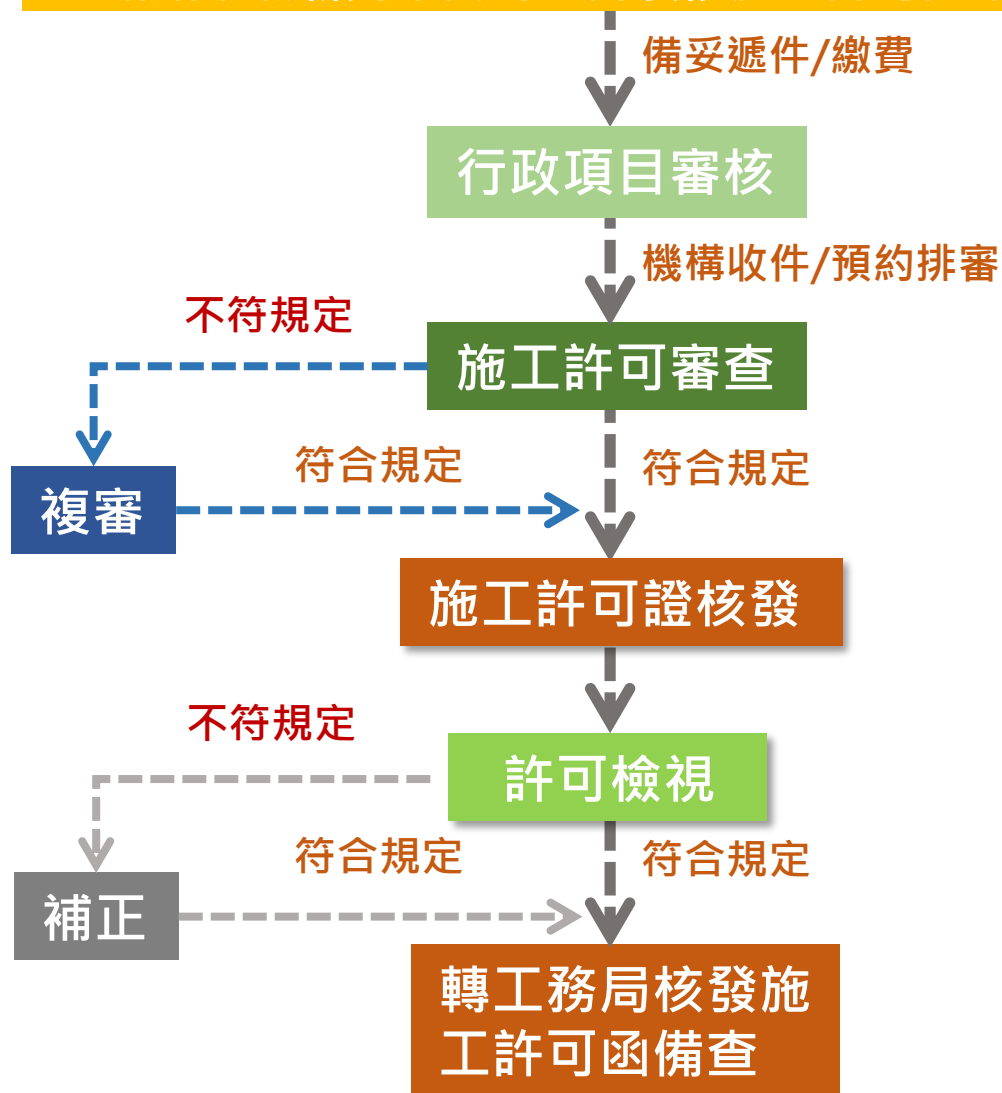 備妥遞件/繳費
行政項目審核
機構收件/預約排審
不符規定
施工許可審查
符合規定
符合規定
複審
施工許可證核發
不符規定
許可檢視
符合規定
符合規定
補正
轉工務局核發施
工許可函備查